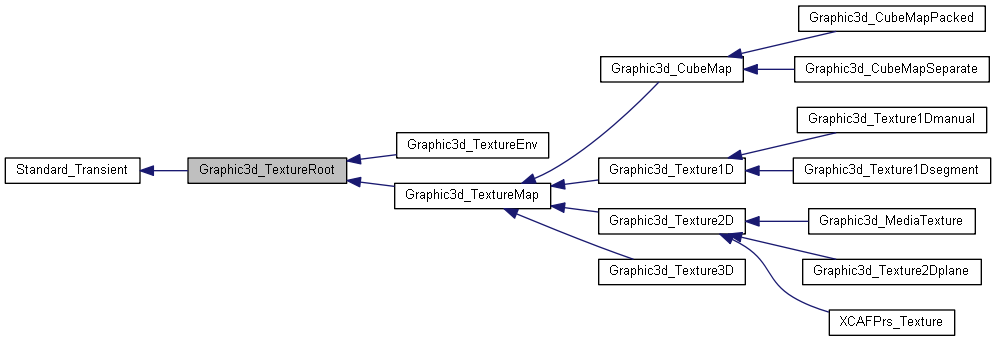 Graphic3d_CubeMapPacked
Graphic3d_CubeMap
Graphic3d_CubeMapSeparate
Graphic3d_Texture1Dmanual
Graphic3d_TextureEnv
Standard_Transient
Graphic3d_TextureRoot
Graphic3d_Texture1D
Graphic3d_Texture1Dsegment
Graphic3d_TextureMap
Graphic3d_Texture2D
Graphic3d_MediaTexture
Graphic3d_Texture3D
Graphic3d_Texture2Dplane
XCAFPrs_Texture